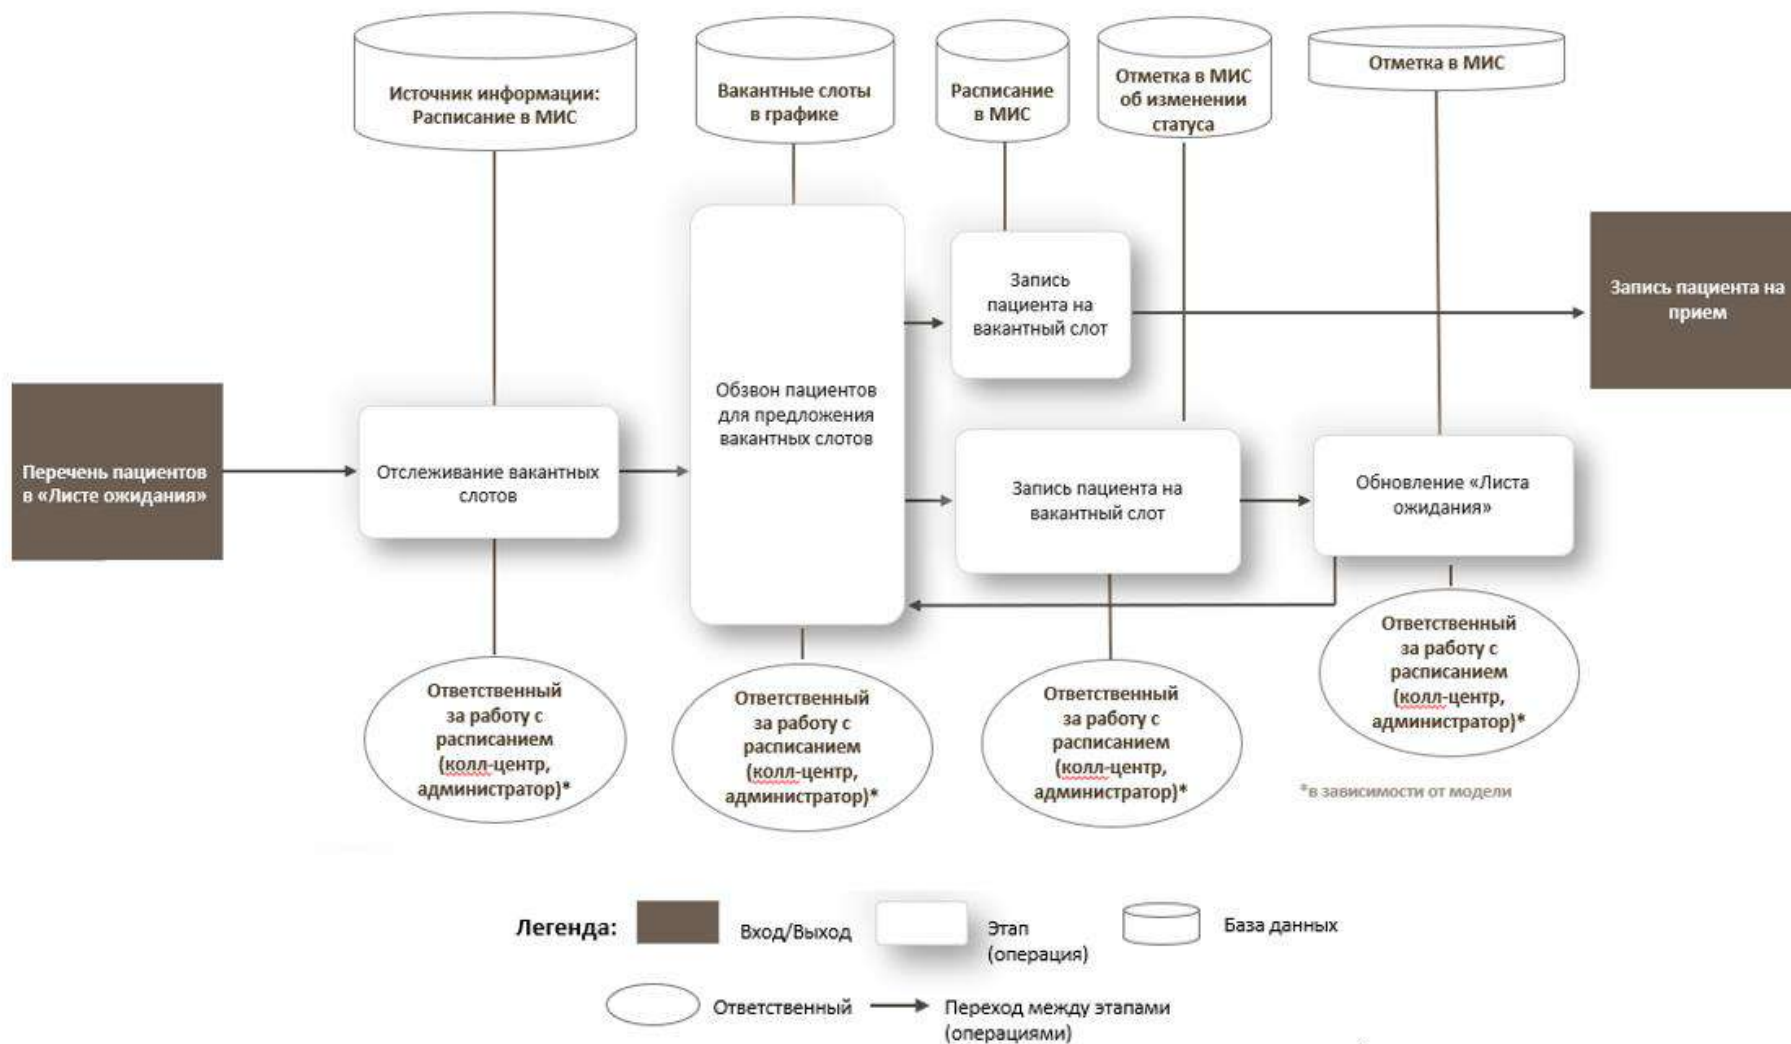 Источник информации:
Расписание в МИС
Вакантные слоты
в графике
Расписание
в МИС
Отметка в МИС
об изменении
статуса
Отметка в МИС
Запись
пациента на
вакантный слот
Запись пациента на
прием
Перечень пациентов
в «Листе ожидания»
Отслеживание вакантных
слотов
Обзвон пациентов
для предложения
вакантных слотов
Запись пациента на
вакантный слот
Обновление «Листа
ожидания»
Ответственный
за работу с
расписанием
(колл-центр,
администратор)*
Ответственный
за работу с
расписанием
(колл-центр,
администратор)*
Ответственный
за работу с
расписанием
(колл-центр,
администратор)*
Ответственный
за работу с
расписанием
(колл-центр,
администратор)*
*в зависимости от модели
Легенда:
Вход/Выход
Этап
(операция)
База данных
Ответственный
Переход между этапами
(операциями)